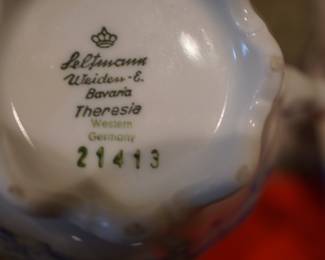 Seltmann
Weiden-E.
Bavaria
Theresia
Western
Germany
21413